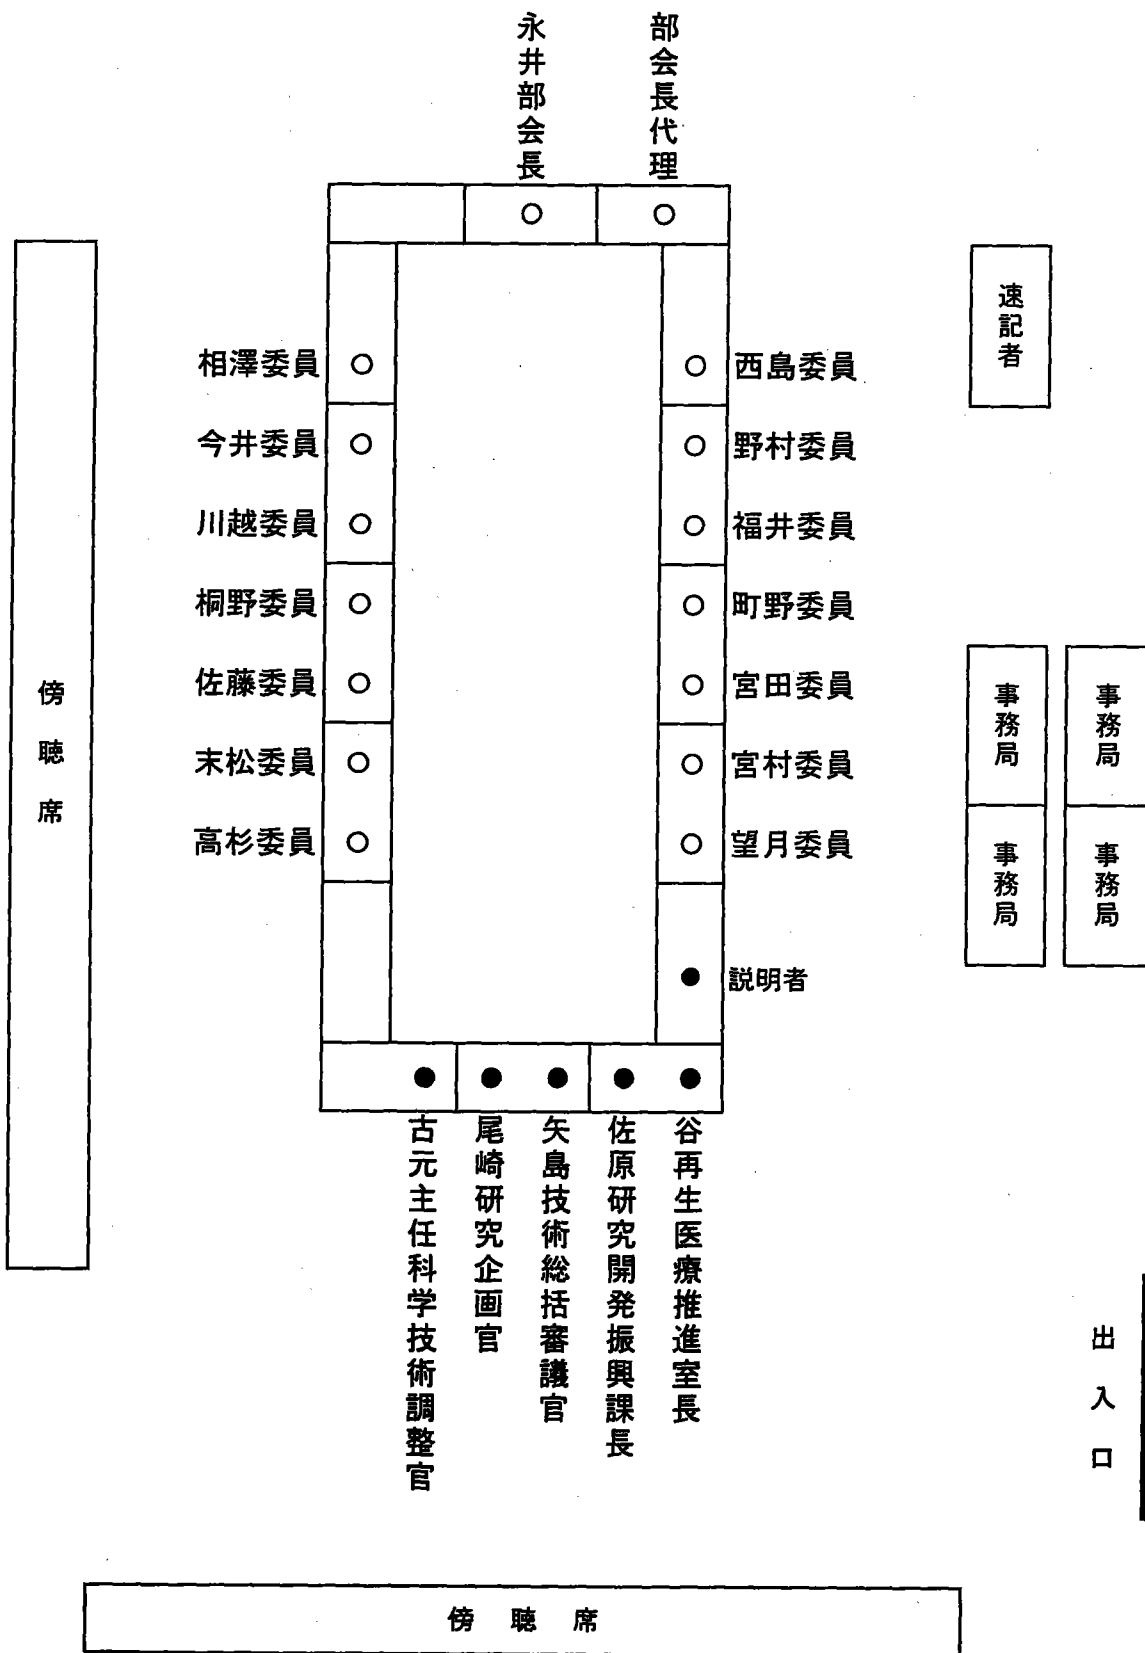 永井部会長
部会長代理
速記者
相澤委員
西島委員
今井委員
野村委員
川越委員
福井委員
桐野委員
町野委員
佐藤委員
宮田委員
末松委員
宮村委員
高杉委員
望月委員
傍聴席
事務局
事務局
事務局
事務局
説明者
古元主任科学技術調整官
尾崎研究企画官
矢島技術総括審議官
佐原研究開発振興課長
谷再生医療推進室長
出入口
傍聴席